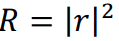 R = |r|²